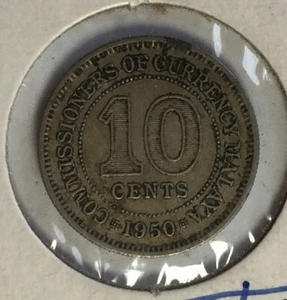 COMMISSIONERS OF CURRENCY MALAYA
10
CENTS
1950